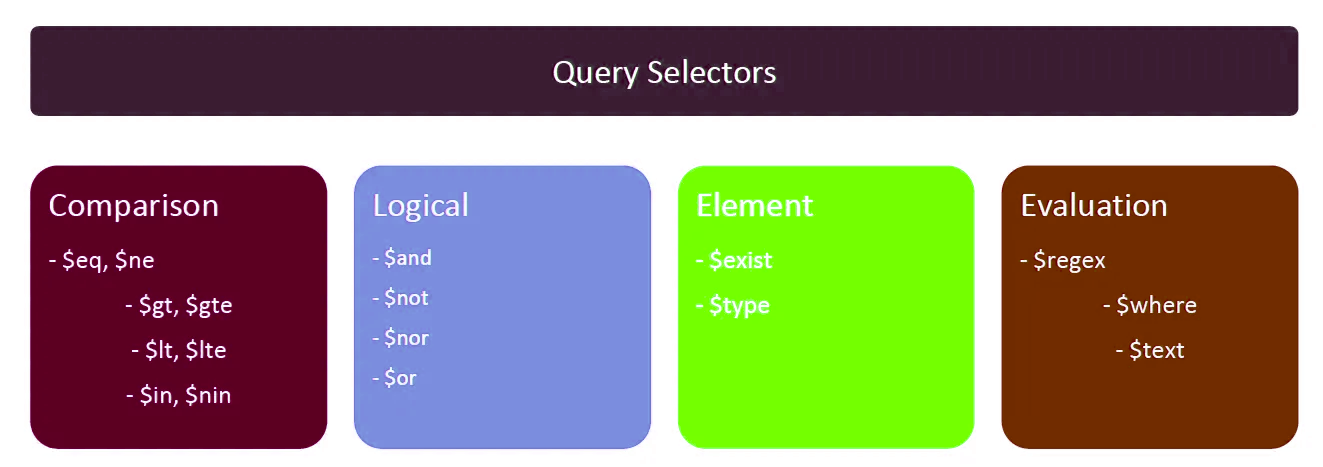 Query Selectors
Comparison
- $eq, $ne
- $gt, $gte
- $lt, $lte
- $in, $nin
Logical
- $and
- $not
- $nor
- $or
Element
- $exist
- $type
Evaluation
- $regex
- $where
- $text